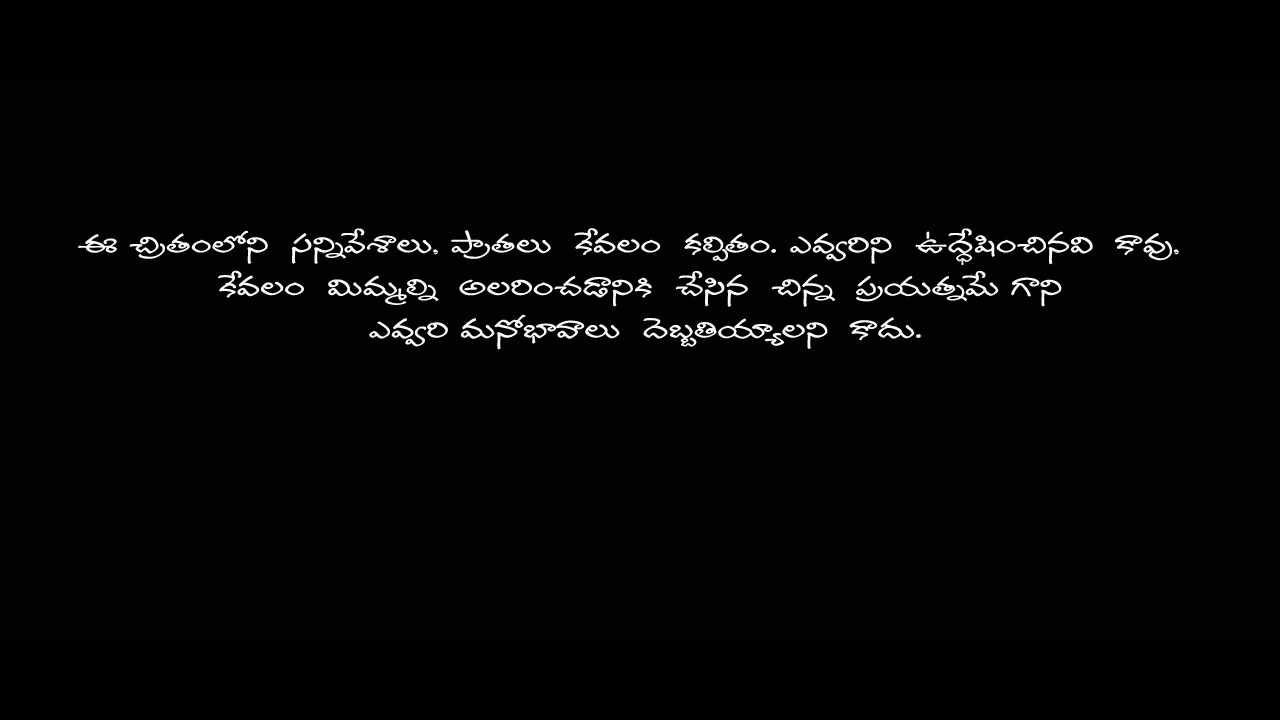 ఈ చిత్రంలోని సన్నివేశాలు, పాత్రలు కేవలం కల్పితం. ఎవ్వరిని ఉద్ధేషించినవి కావు,
కేవలం మిమ్మల్ని అలరించడానికి చేసిన చిన్న ప్రయత్నమే గాని
ఎవ్వరి మనోభావాలు దెబ్బతియ్యాలని కాదు.